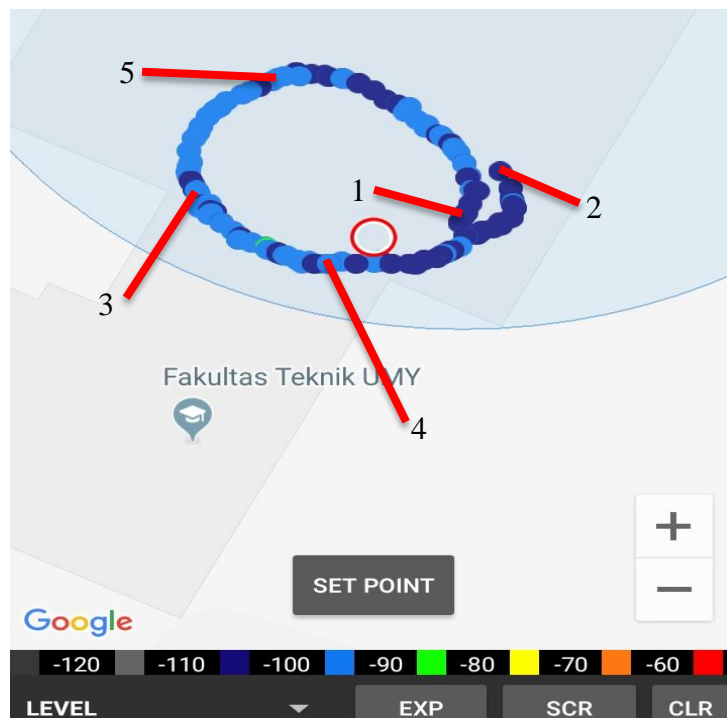 5
1
2
3
Fakultas Teknik UMY
4
SET POINT
+
−
Google
-120 -110 -100 -90 -80 -70 -60
LEVEL EXP SCR CLR